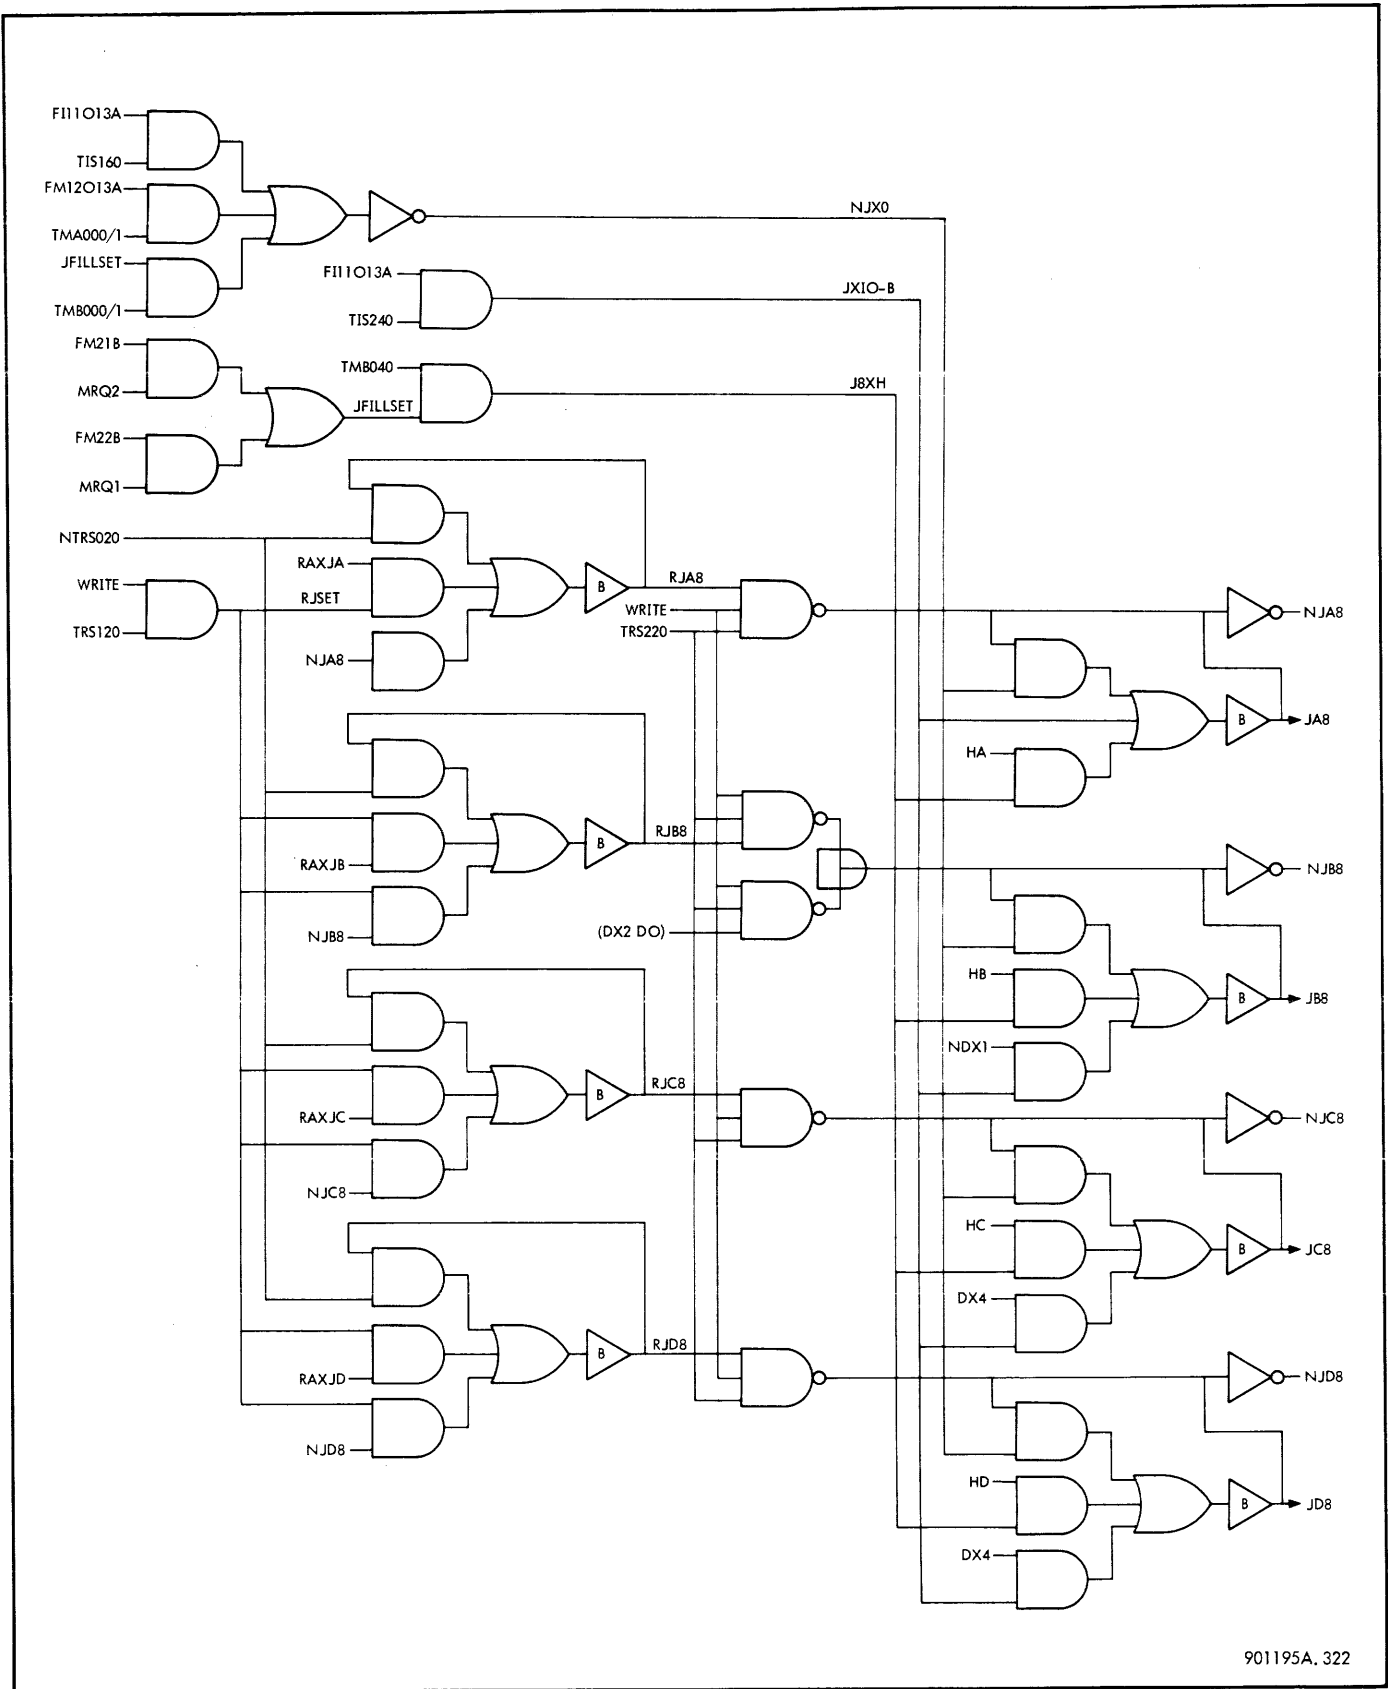 FI11O13A
TIS160
FM12O13A
TMA000/1
JFILLSET
TMB000/1
NJX0
FI11O13A
TIS240
JXIO-B
FM21B
MRQ2
TMB040
JFILLSET
J8XH
FM22B
MRQ1
NTRS020
WRITE
TRS120
RJSET
RAXJA
NJA8
B
RJA8
WRITE
TRS220
NJA8
HA
B
JA8
RAXJB
NJB8
B
RJB8
(DX2 DO)
NJB8
HB
NDX1
B
JB8
RAXJC
NJC8
B
RJC8
NJC8
HC
DX4
B
JC8
RAXJD
NJD8
B
RJD8
NJD8
HD
DX4
B
JD8
901195A. 322